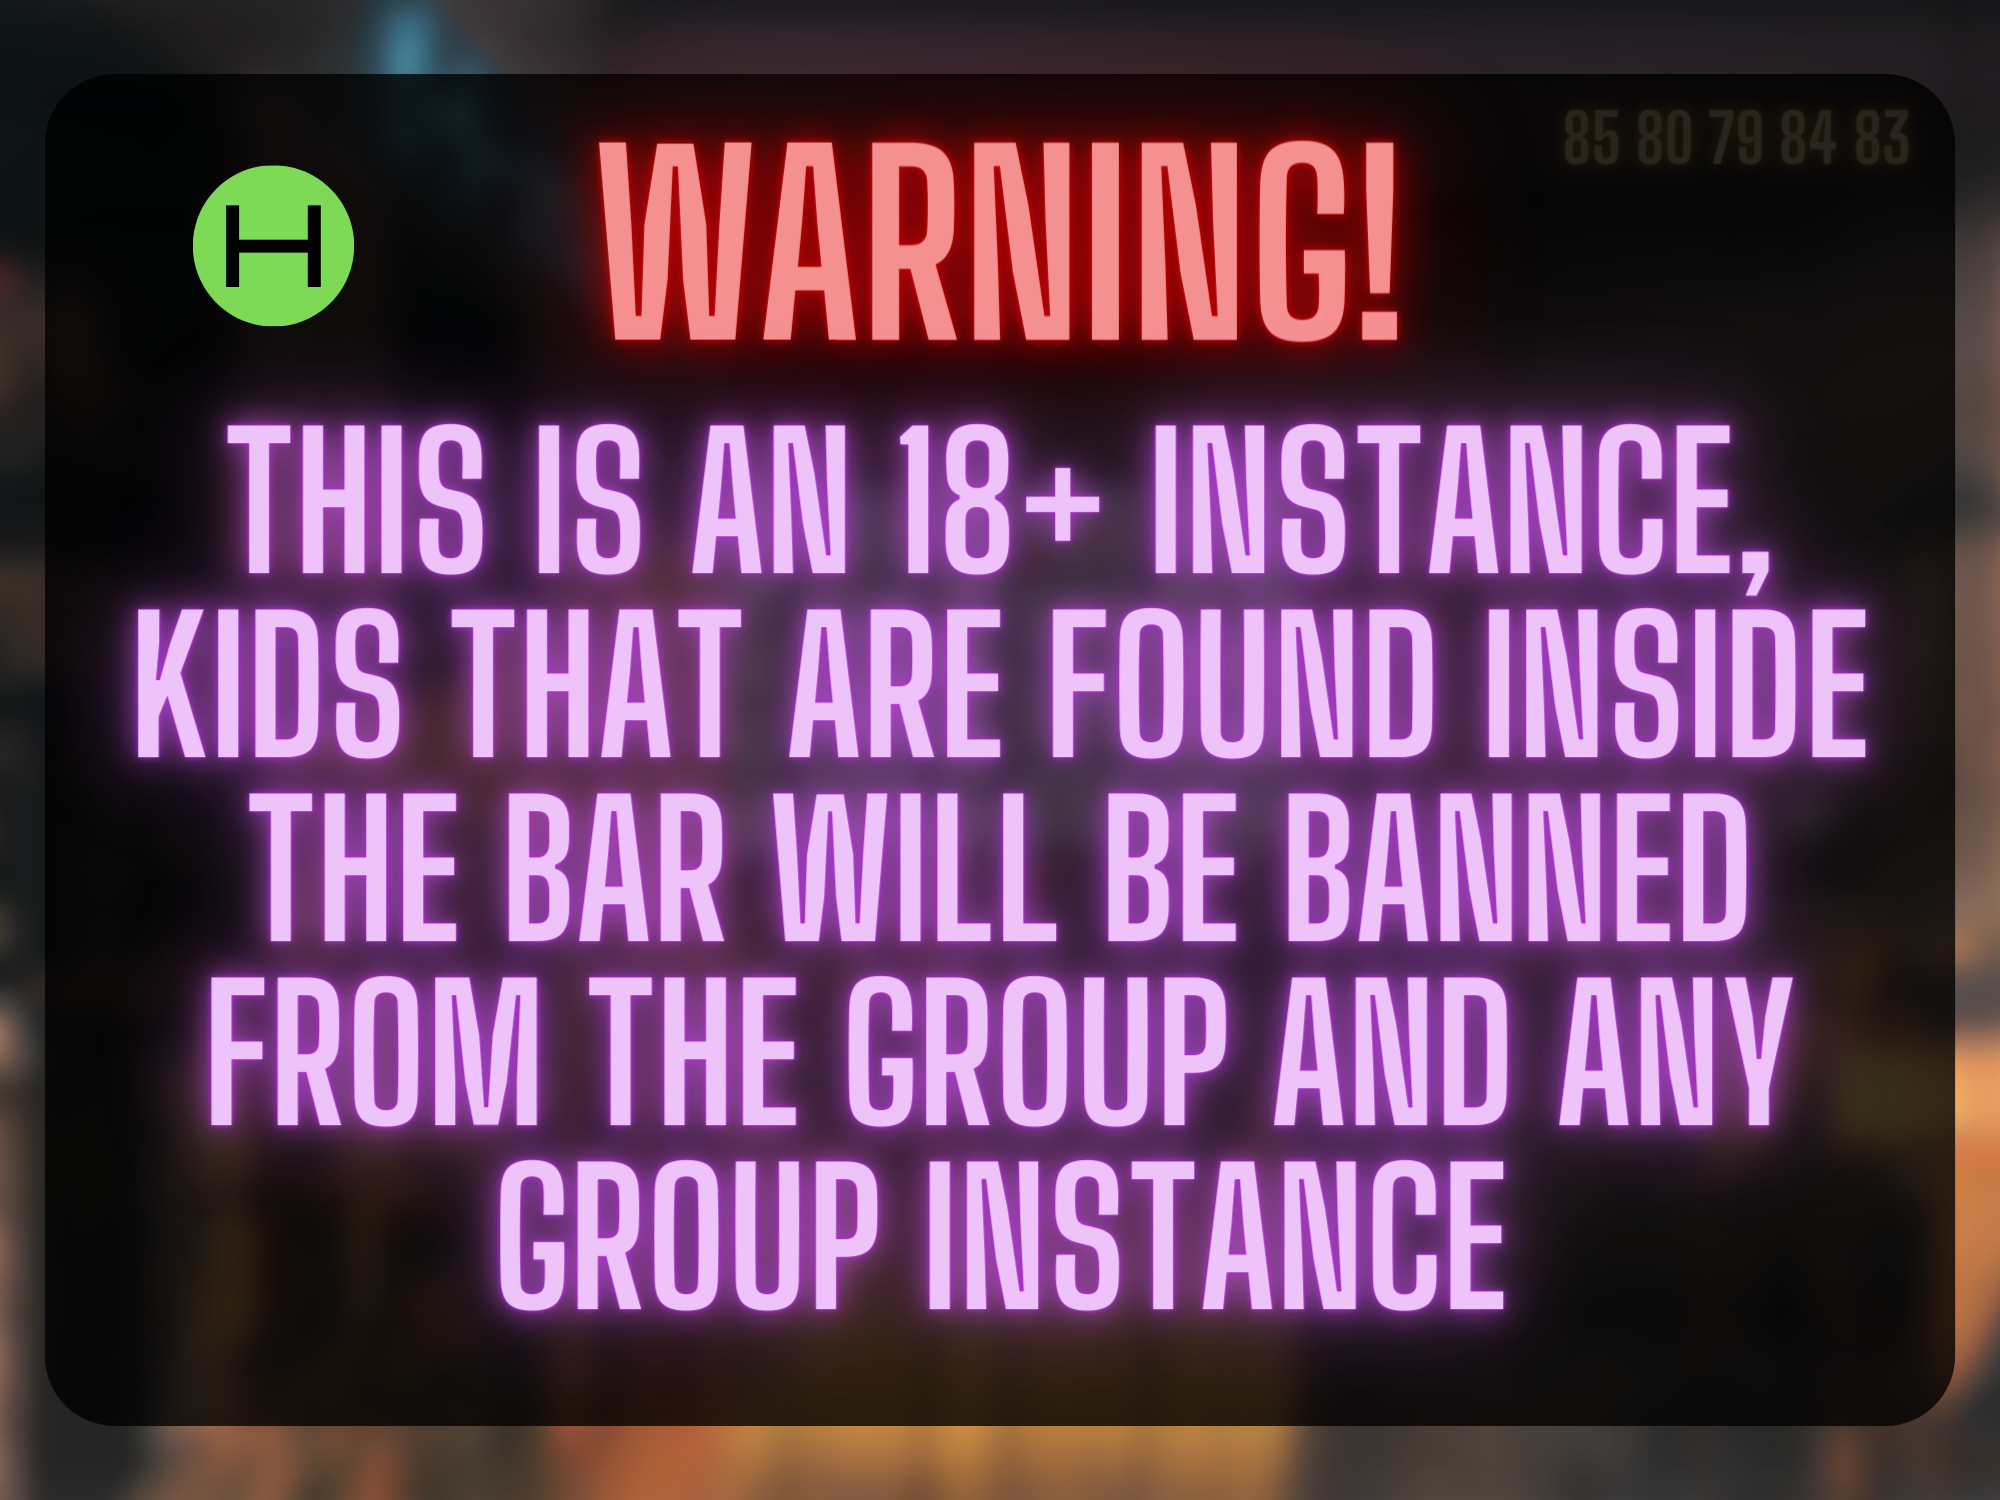 85 80 79 84 83
H
WARNING!
THIS IS AN 18+ INSTANCE,
KIDS THAT ARE FOUND INSIDE
THE BAR WILL BE BANNED
FROM THE GROUP AND ANY
GROUP INSTANCE